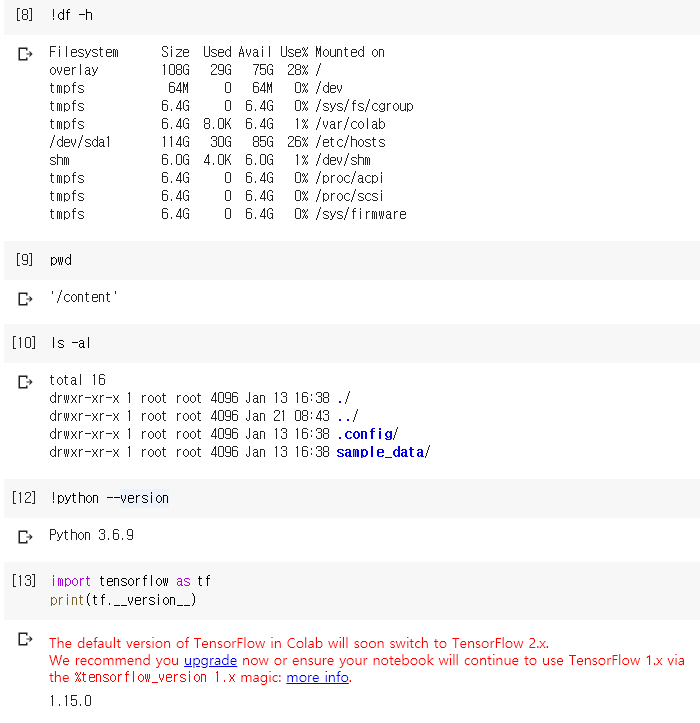 [8] !df -h
Filesystem      Size  Used Avail Use% Mounted on
overlay         108G   29G   75G  28% /
tmpfs            64M     0   64M   0% /dev
tmpfs           6.4G     0  6.4G   0% /sys/fs/cgroup
tmpfs           6.4G  8.0K  6.4G   1% /var/colab
/dev/sda1       114G   30G   85G  26% /etc/hosts
shm             6.0G  4.0K  6.0G   1% /dev/shm
tmpfs           6.4G     0  6.4G   0% /proc/acpi
tmpfs           6.4G     0  6.4G   0% /proc/scsi
tmpfs           6.4G     0  6.4G   0% /sys/firmware
[9] pwd
'/content'
[10] ls -al
total 16
drwxr-xr-x 1 root root 4096 Jan 13 16:38 ./
drwxr-xr-x 1 root root 4096 Jan 21 08:43 ../
drwxr-xr-x 1 root root 4096 Jan 13 16:38 .config/
drwxr-xr-x 1 root root 4096 Jan 13 16:38 sample_data/
[12] !python --version
Python 3.6.9
[13] import tensorflow as tf
print(tf.__version__)
The default version of TensorFlow in Colab will soon switch to TensorFlow 2.x.
We recommend you upgrade now or ensure your notebook will continue to use TensorFlow 1.x via
the %tensorflow_version 1.x magic: more info.
1.15.0